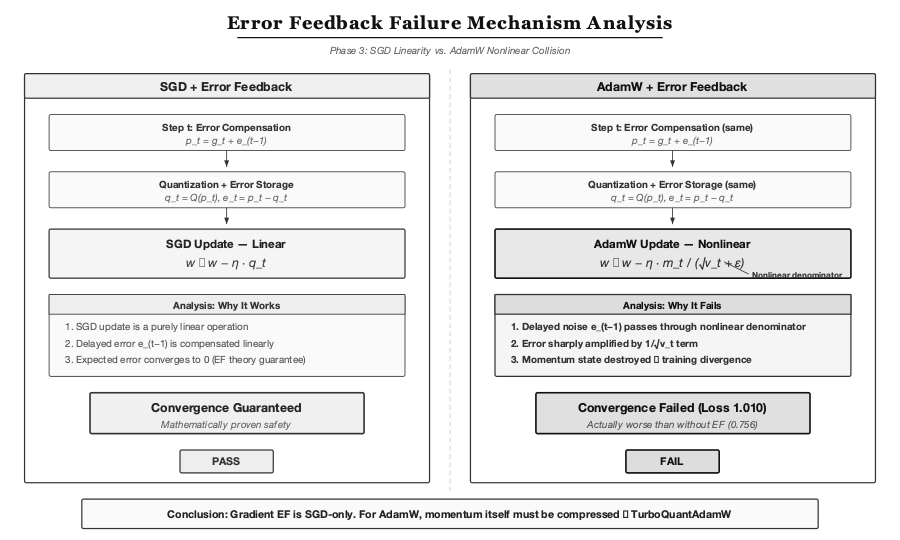 Error Feedback Failure Mechanism Analysis
Phase 3: SGD Linearity vs. AdamW Nonlinear Collision
SGD + Error Feedback
Step t: Error Compensation
p_t = g_t + e_(t−1)
Quantization + Error Storage
q_t = Q(p_t), e_t = p_t − q_t
SGD Update — Linear
w ▯ w − η · q_t
Analysis: Why It Works
1. SGD update is a purely linear operation
2. Delayed error e_(t−1) is compensated linearly
3. Expected error converges to 0 (EF theory guarantee)
Convergence Guaranteed
Mathematically proven safety
PASS
AdamW + Error Feedback
Step t: Error Compensation (same)
p_t = g_t + e_(t−1)
Quantization + Error Storage (same)
q_t = Q(p_t), e_t = p_t − q_t
AdamW Update — Nonlinear
w ▯ w − η · m_t / (√v_t + ε)
Nonlinear denominator
Analysis: Why It Fails
1. Delayed noise e_(t−1) passes through nonlinear denominator
2. Error sharply amplified by 1/√v_t term
3. Momentum state destroyed ▯ training divergence
Convergence Failed (Loss 1.010)
Actually worse than without EF (0.756)
FAIL
Conclusion: Gradient EF is SGD-only. For AdamW, momentum itself must be compressed ▯ TurboQuantAdamW